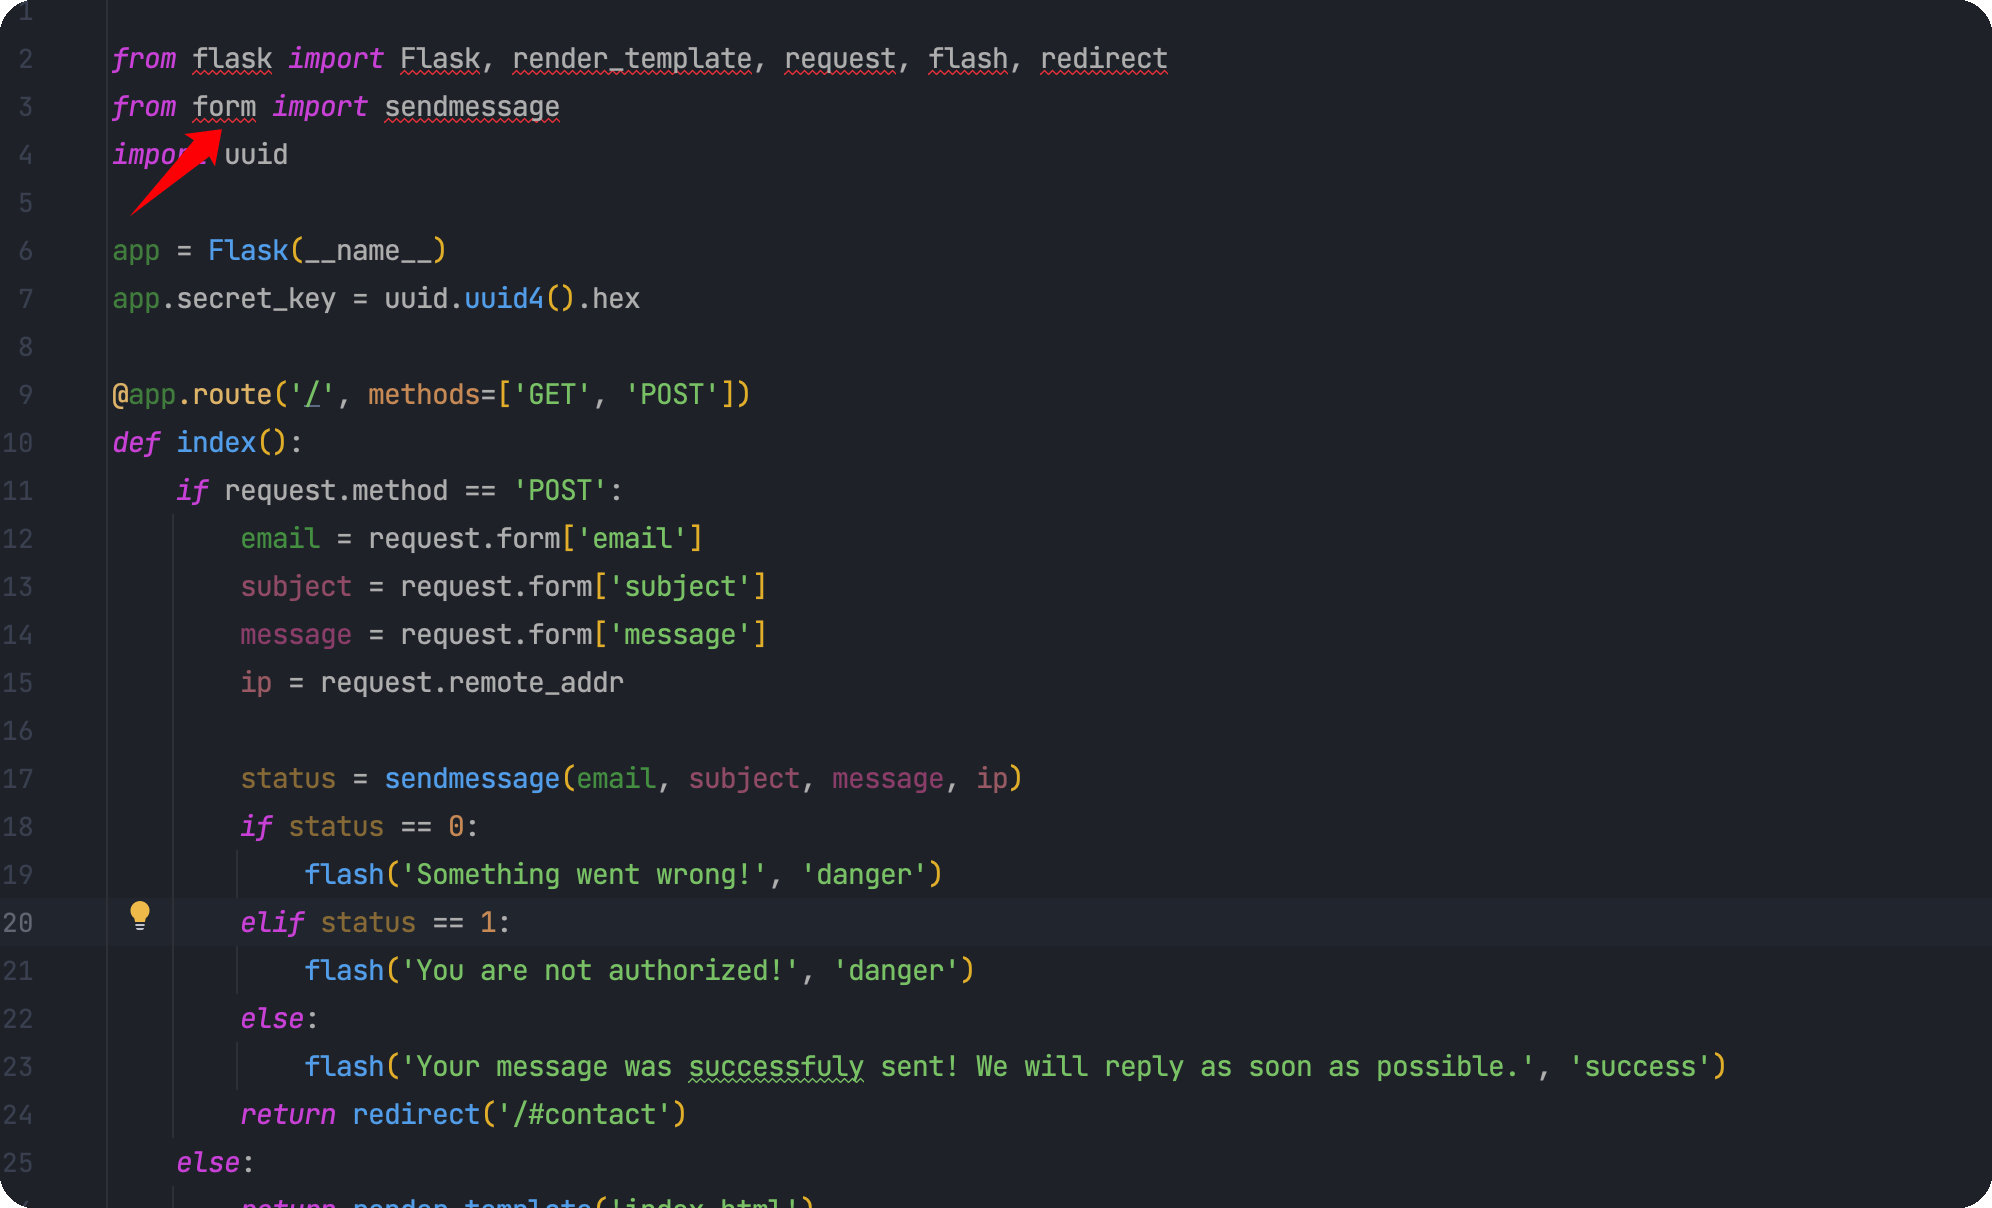 1
2 from flask import Flask, render_template, request, flash, redirect
3 from form import sendmessage
4 import uuid
5
6 app = Flask(__name__)
7 app.secret_key = uuid.uuid4().hex
8
9 @app.route('/', methods=['GET', 'POST'])
10 def index():
11     if request.method == 'POST':
12         email = request.form['email']
13         subject = request.form['subject']
14         message = request.form['message']
15         ip = request.remote_addr
16
17         status = sendmessage(email, subject, message, ip)
18         if status == 0:
19             flash('Something went wrong!', 'danger')
20         elif status == 1:
21             flash('You are not authorized!', 'danger')
22         else:
23             flash('Your message was successfuly sent! We will reply as soon as possible.', 'success')
24         return redirect('/#contact')
25     else:
        return render_template('index.html')